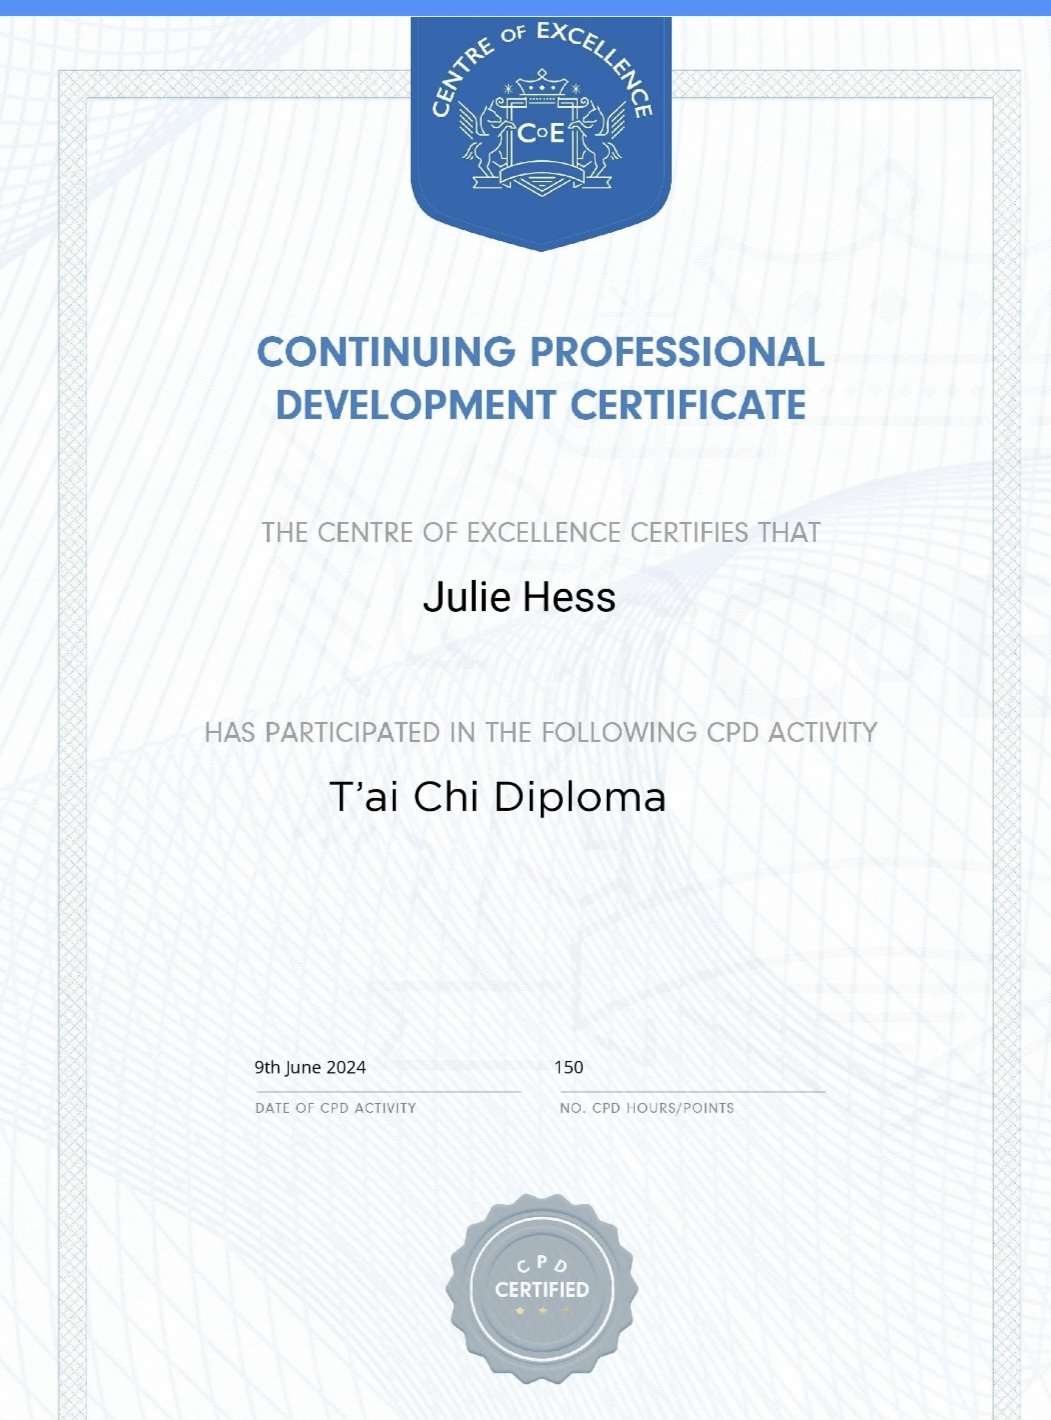 CENTRE OF EXCELLENCE
CoE
CONTINUING PROFESSIONAL
DEVELOPMENT CERTIFICATE
THE CENTRE OF EXCELLENCE CERTIFIES THAT
Julie Hess
HAS PARTICIPATED IN THE FOLLOWING CPD ACTIVITY
T’ai Chi Diploma
9th June 2024
150
DATE OF CPD ACTIVITY
NO. CPD HOURS/POINTS
CPD
CERTIFIED